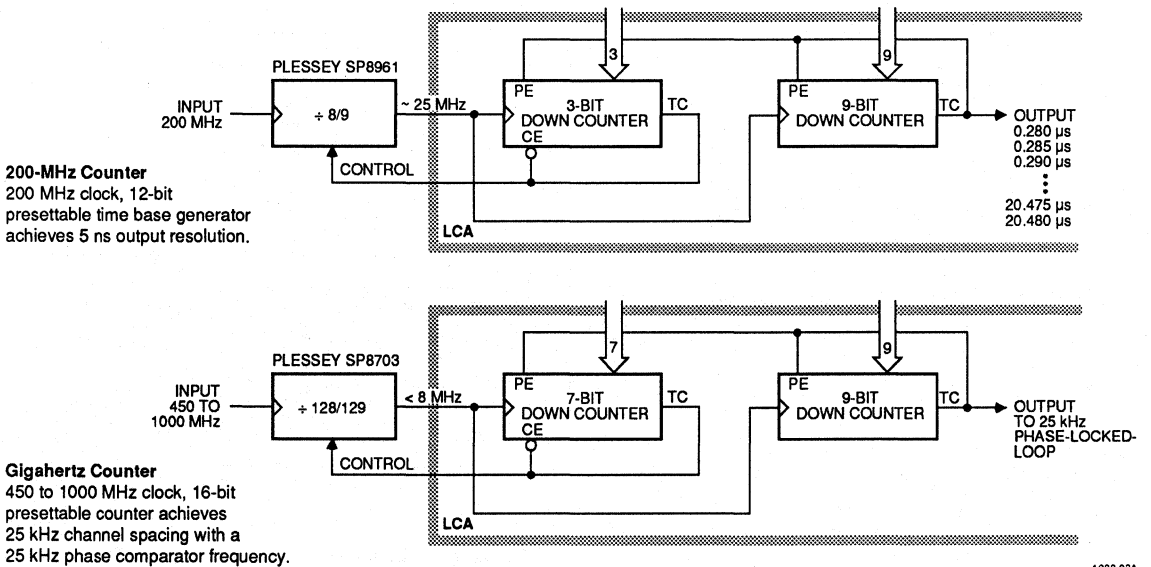 PLESSEY SP8961
INPUT
200 MHz
÷ 8/9
~ 25 MHz
CONTROL
3
PE
3-BIT
DOWN COUNTER
TC
CE
9
PE
9-BIT
DOWN COUNTER
TC
OUTPUT
0.280 µs
0.285 µs
0.290 µs
20.475 µs
20.480 µs
LCA
200-MHz Counter
200 MHz clock, 12-bit
presettable time base generator
achieves 5 ns output resolution.
PLESSEY SP8703
INPUT
450 TO
1000 MHz
÷ 128/129
< 8 MHz
CONTROL
7
PE
7-BIT
DOWN COUNTER
TC
CE
9
PE
9-BIT
DOWN COUNTER
TC
OUTPUT
TO 25 kHz
PHASE-LOCKED-
LOOP
LCA
Gigahertz Counter
450 to 1000 MHz clock, 16-bit
presettable counter achieves
25 kHz channel spacing with a
25 kHz phase comparator frequency.